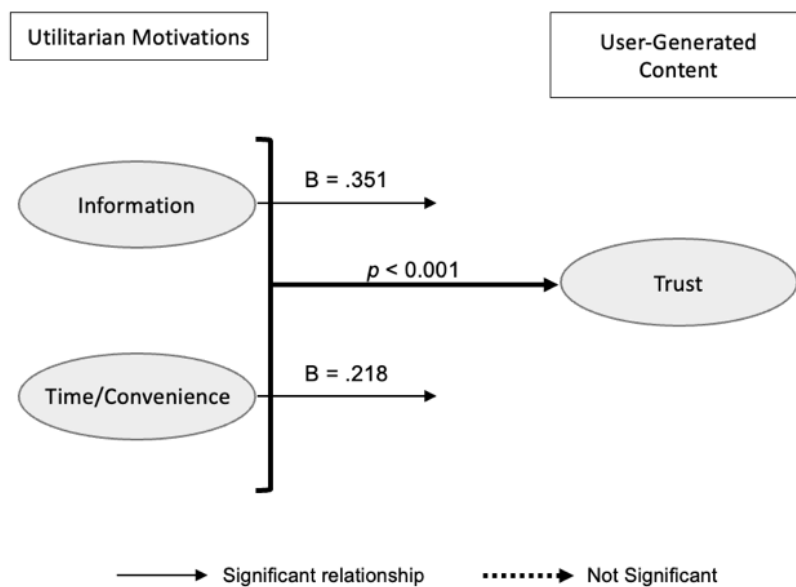 Utilitarian Motivations
User-Generated
Content
Information
B = .351
p < 0.001
Trust
Time/Convenience
B = .218
Significant relationship
Not Significant